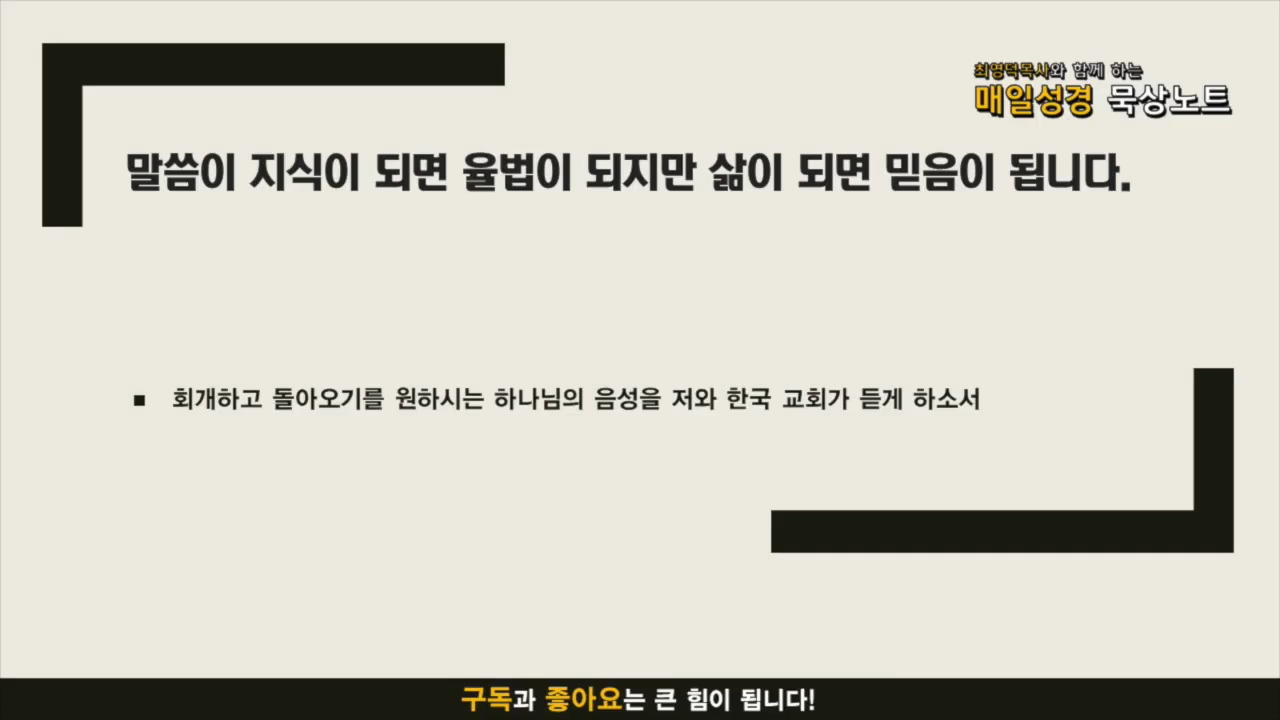 최영덕목사와 함께 하는
매일성경 묵상노트
말씀이 지식이 되면 율법이 되지만 삶이 되면 믿음이 됩니다.
■ 회개하고 돌아오기를 원하시는 하나님의 음성을 저와 한국 교회가 듣게 하소서
구독과 좋아요는 큰 힘이 됩니다!